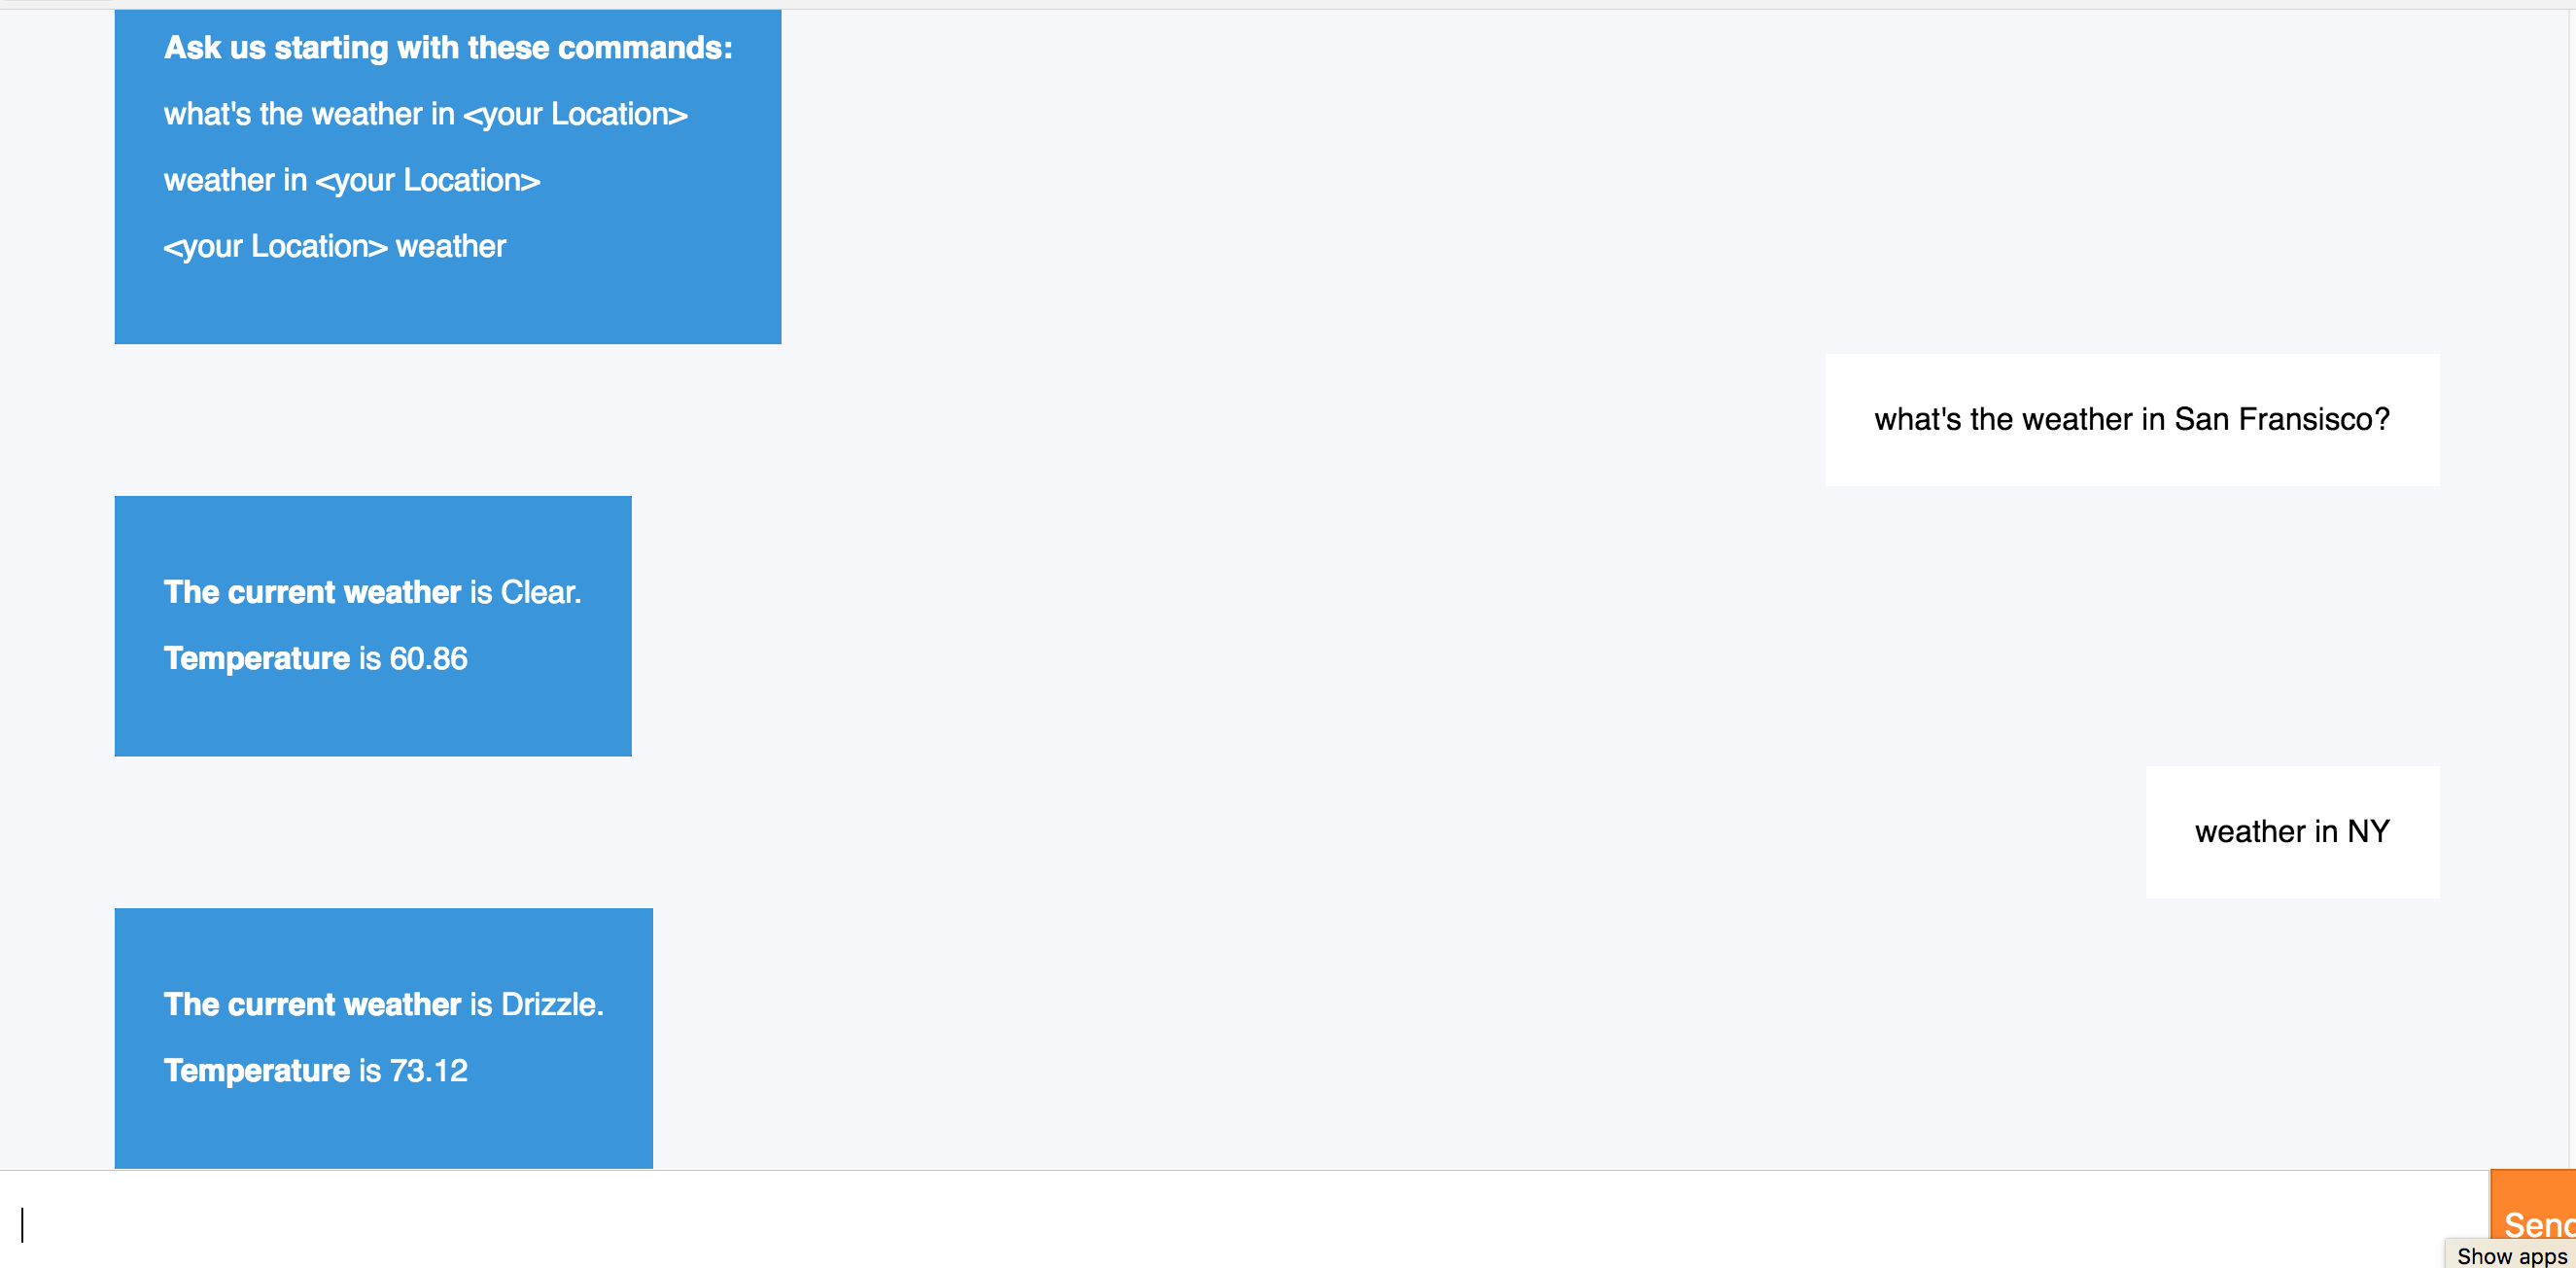 Ask us starting with these commands:
what's the weather in <your Location>
weather in <your Location>
<your Location> weather
what's the weather in San Fransisco?
The current weather is Clear.
Temperature is 60.86
weather in NY
The current weather is Drizzle.
Temperature is 73.12
Send
Show apps